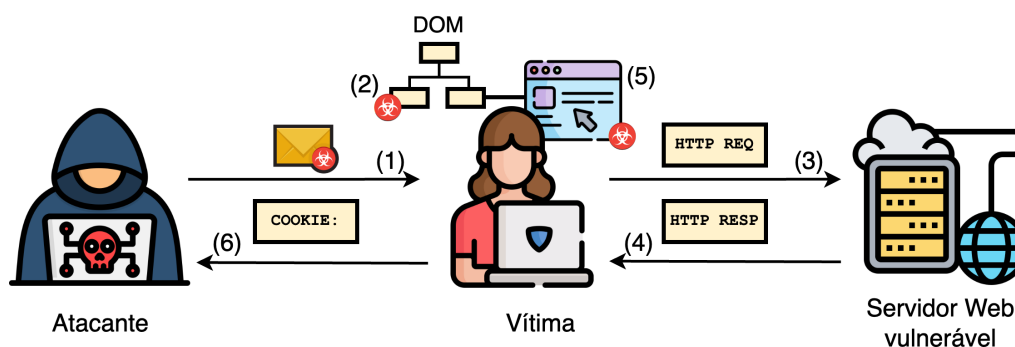 DOM
(2)
(5)
(1)
HTTP REQ
(3)
COOKIE:
(6)
HTTP RESP
(4)
Atacante
Vítima
Servidor Web
vulnerável